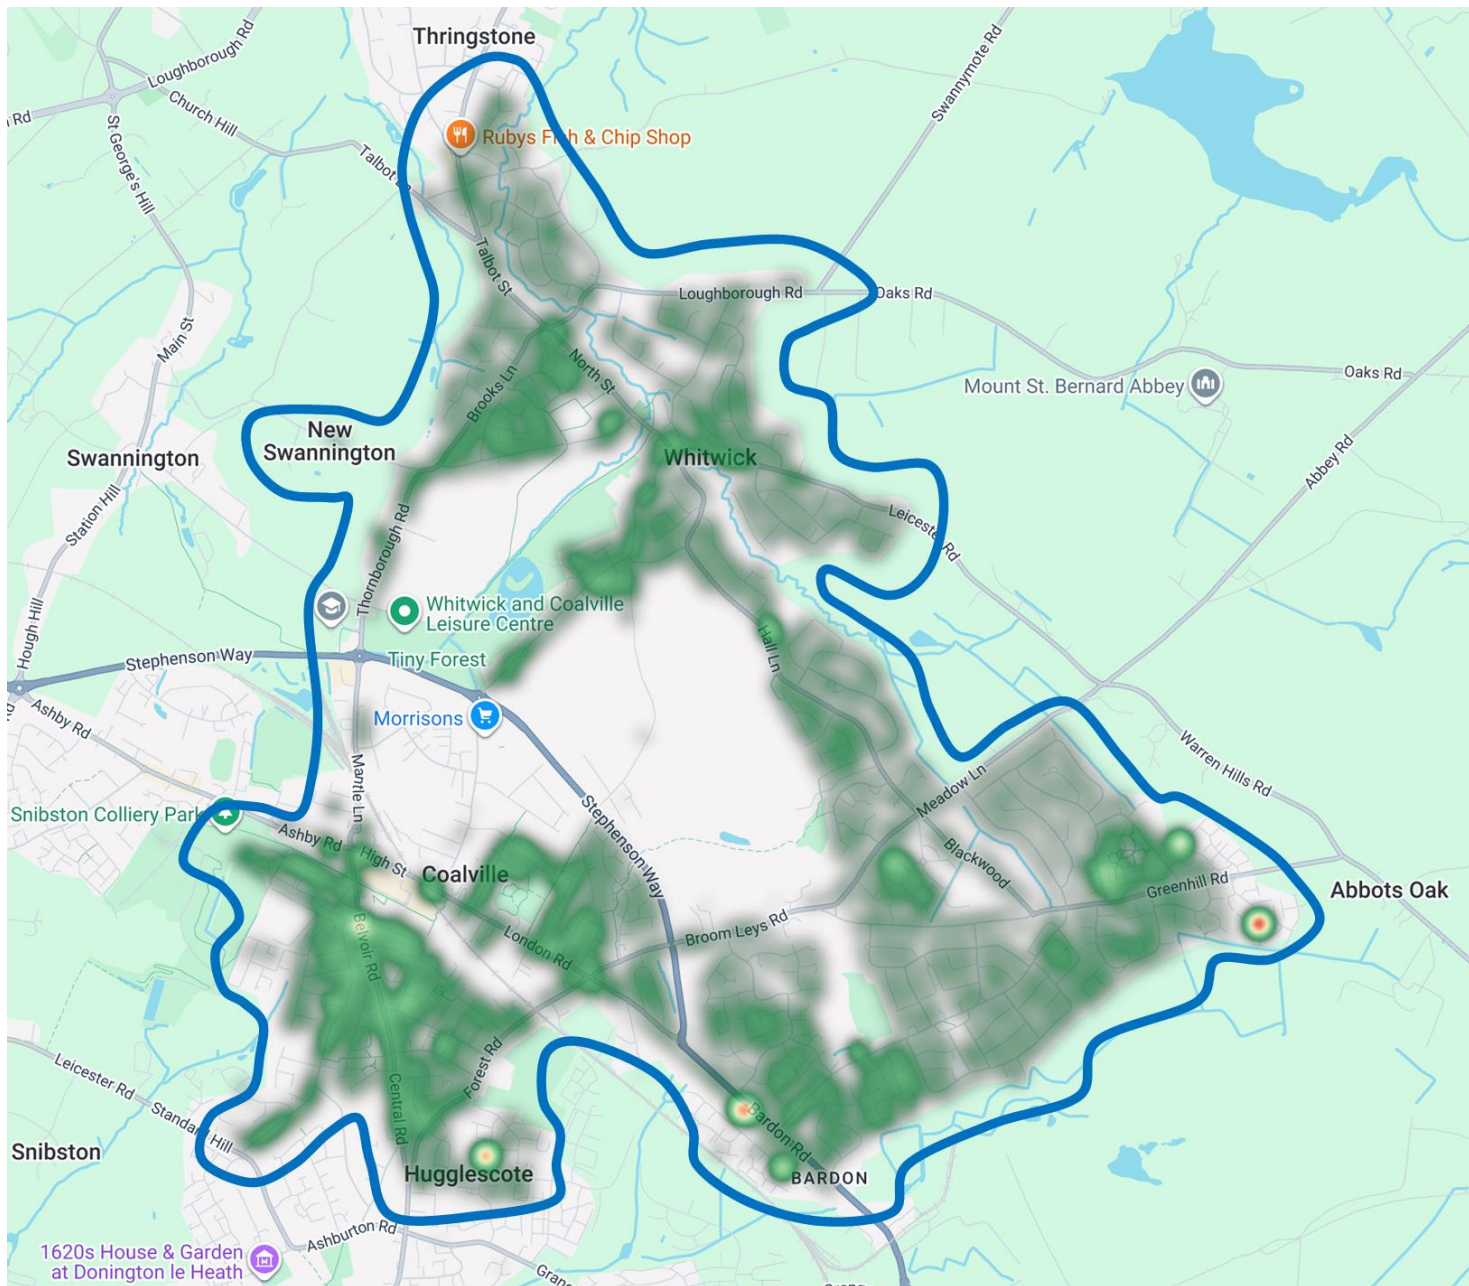 Thringstone
Loughborough Rd
Swannymote Rd
Church Hill
Rd
St George's Hill
Rubys Fish & Chip Shop
Talbot Ln
Talbot St
Loughborough Rd
Oaks Rd
Main St
North St
Oaks Rd
Mount St. Bernard Abbey
Brooks Ln
New
Swannington
Swannington
Whitwick
Abbey Rd
Station Hill
Leicester Rd
Thornborough Rd
Hough Hill
Whitwick and Coalville
Leisure Centre
Hall Ln
Stephenson Way
Tiny Forest
Ashby Rd
Morrisons
Warren Hills Rd
Mantle Ln
Meadow Ln
Snibston Colliery Park
Stephenson Way
Ashby Rd
High St
Coalville
Blackwood
Greenhill Rd
Abbots Oak
Belvoir Rd
London Rd
Broom Leys Rd
Forest Rd
Leicester Rd
Central Rd
Standard Hill
Bardon Rd
Snibston
Hugglescote
BARDON
Ashburton Rd
1620s House & Garden
at Donington le Heath
Grang